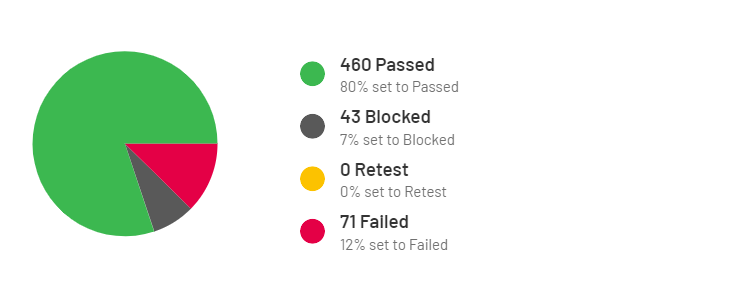 460 Passed
80% set to Passed
43 Blocked
7% set to Blocked
0 Retest
0% set to Retest
71 Failed
12% set to Failed